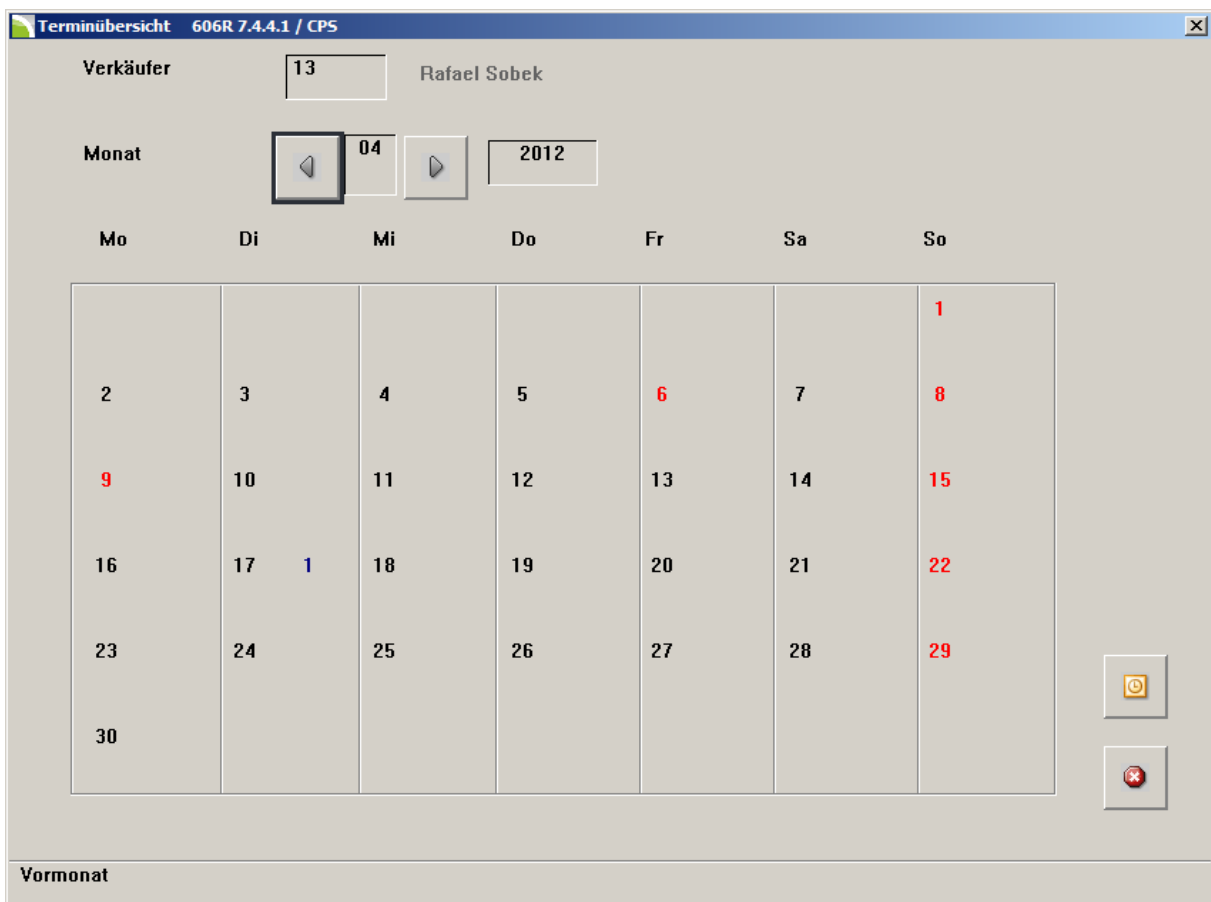 Terminübersicht 606R 7.4.4.1 / CPS
Verkäufer 13 Rafael Sobek
Monat 04 2012
Mo Di Mi Do Fr Sa So
1
2 3 4 5 6 7 8
9 10 11 12 13 14 15
16 17 1 18 19 20 21 22
23 24 25 26 27 28 29
30
Vormonat